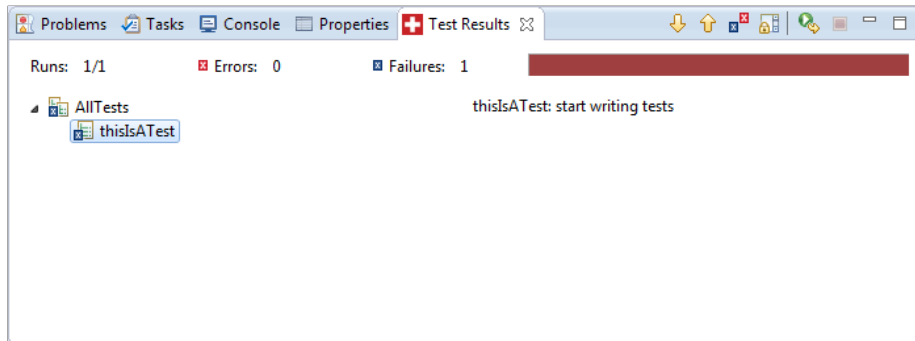 Problems Tasks Console Properties Test Results
Runs: 1/1 Errors: 0 Failures: 1
AllTests thisIsATest: start writing tests
thisIsATest